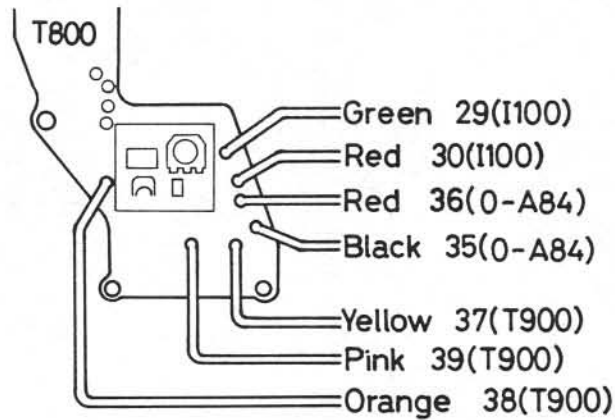 T800
Green 29(I100)
Red 30(I100)
Red 36(0-A84)
Black 35(0-A84)
Yellow 37(T900)
Pink 39(T900)
Orange 38(T900)